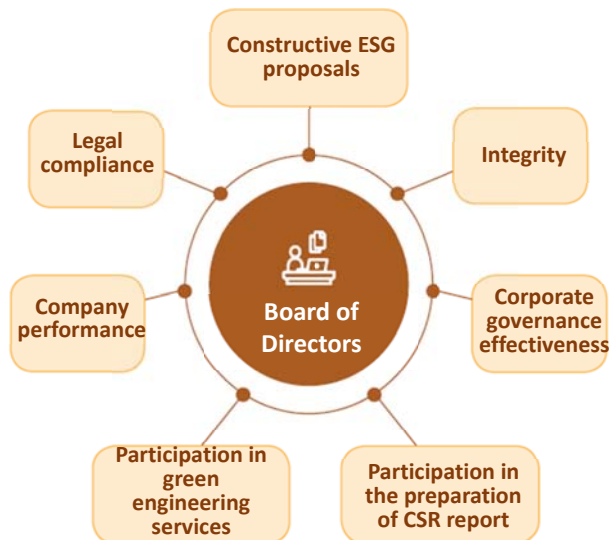 Constructive ESG
proposals
Legal
compliance
Integrity
Company
performance
Board of
Directors
Corporate
governance
effectiveness
Participation in
green
engineering
services
Participation in
the preparation
of CSR report